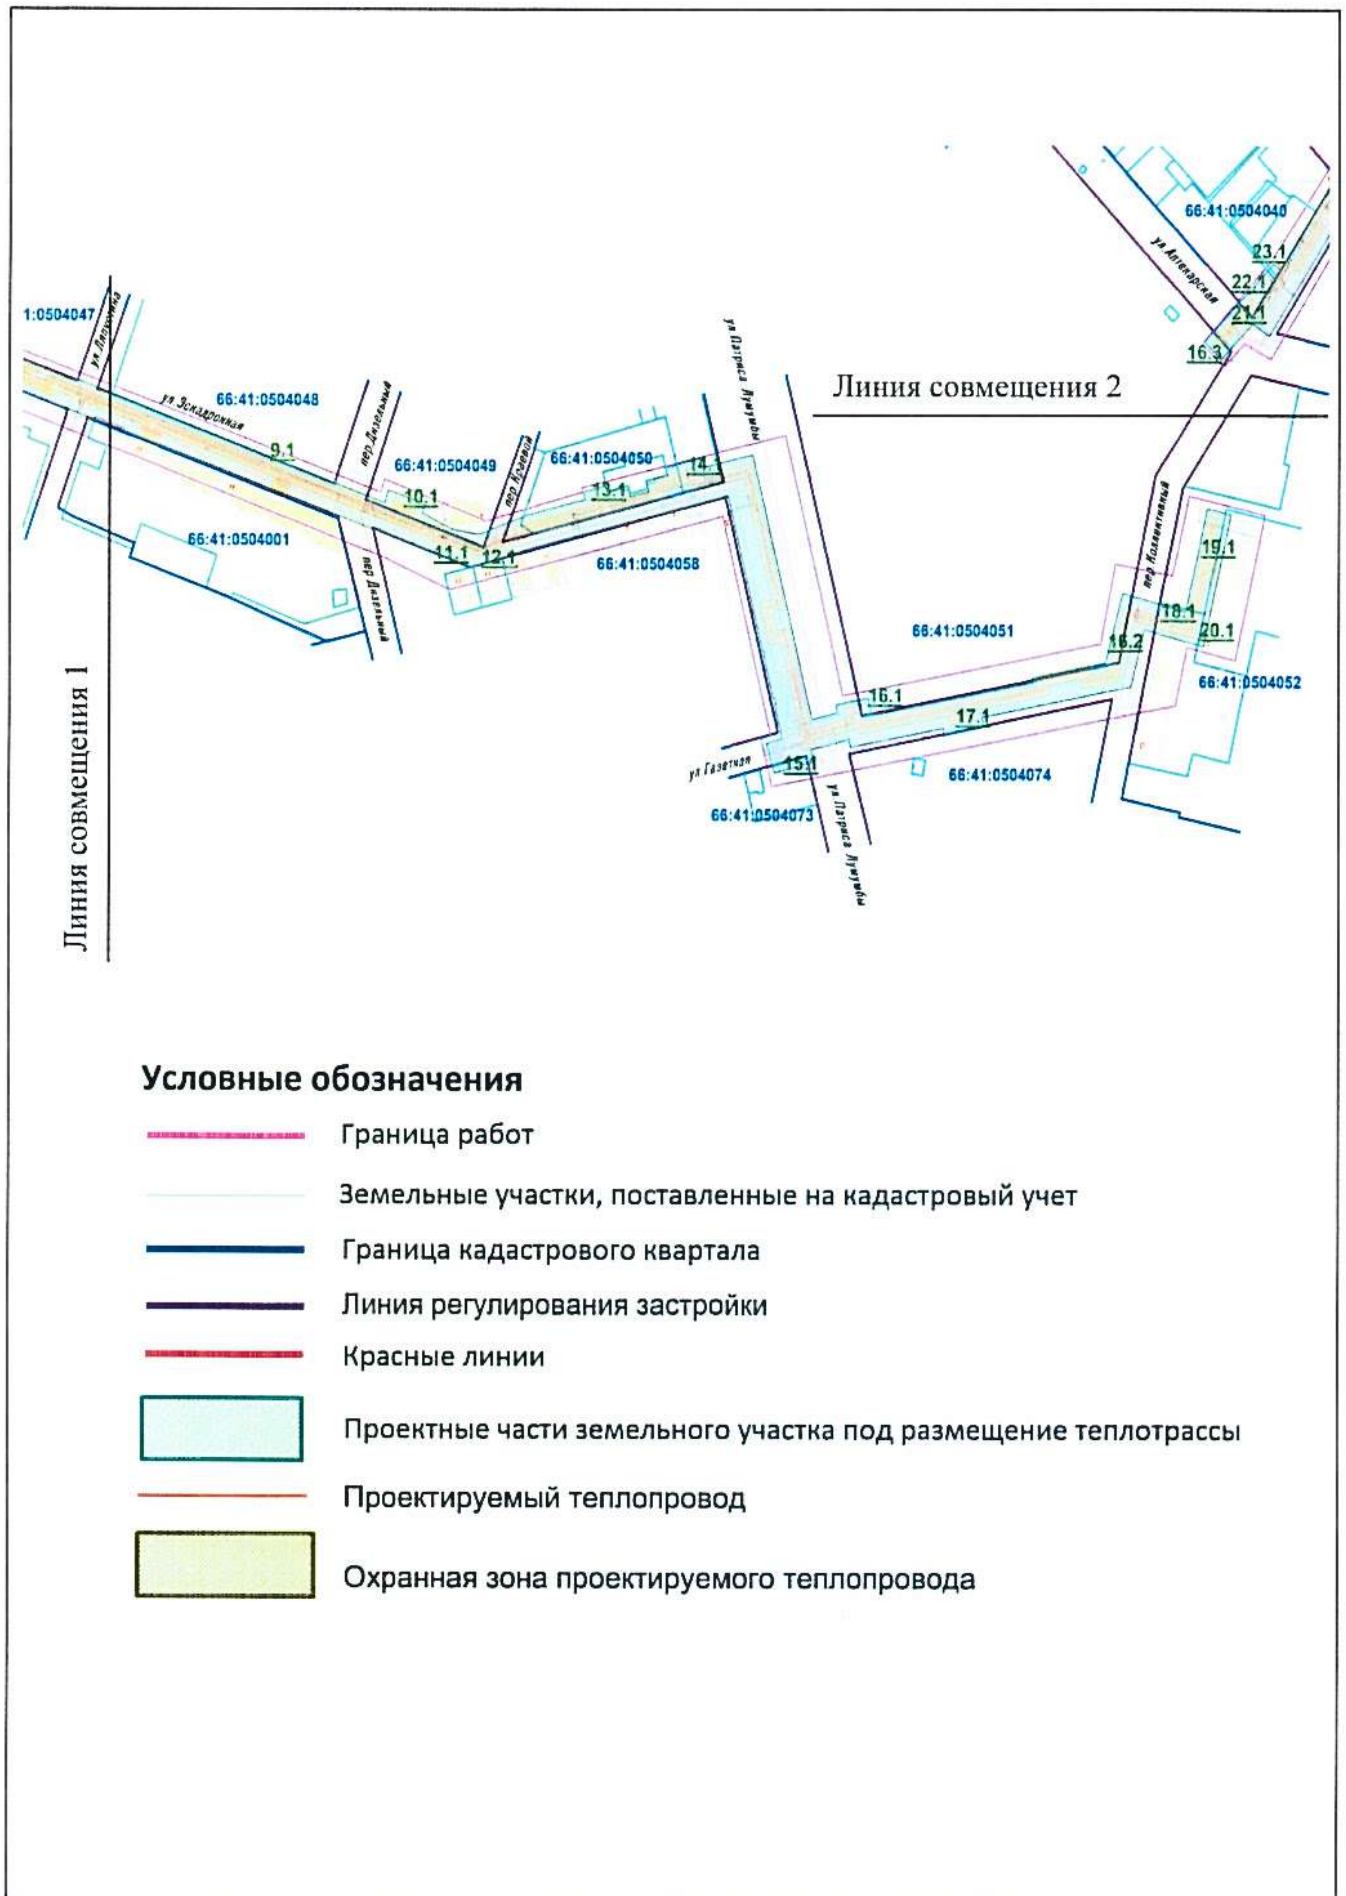 66:41:0504040
ул Аптекарская
23.1
22.1
21.1
16.3
1:0504047
66:41:0504048
ул Эскадронная
9.1
пер Дизельный
66:41:0504049
10.1
пер Краевой
66:41:0504050
13.1
14.1
ул Патриса Лумумбы
Линия совмещения 2
66:41:0504001
11.1
12.1
пер Дизельный
66:41:0504058
пер Коллективный
19.1
18.1
20.1
16.2
66:41:0504051
66:41:0504052
16.1
17.1
ул Газетная
15.1
66:41:0504074
66:41:0504073
ул Патриса Лумумбы
Линия совмещения 1
Условные обозначения
Граница работ
Земельные участки, поставленные на кадастровый учет
Граница кадастрового квартала
Линия регулирования застройки
Красные линии
Проектные части земельного участка под размещение теплотрассы
Проектируемый теплопровод
Охранная зона проектируемого теплопровода